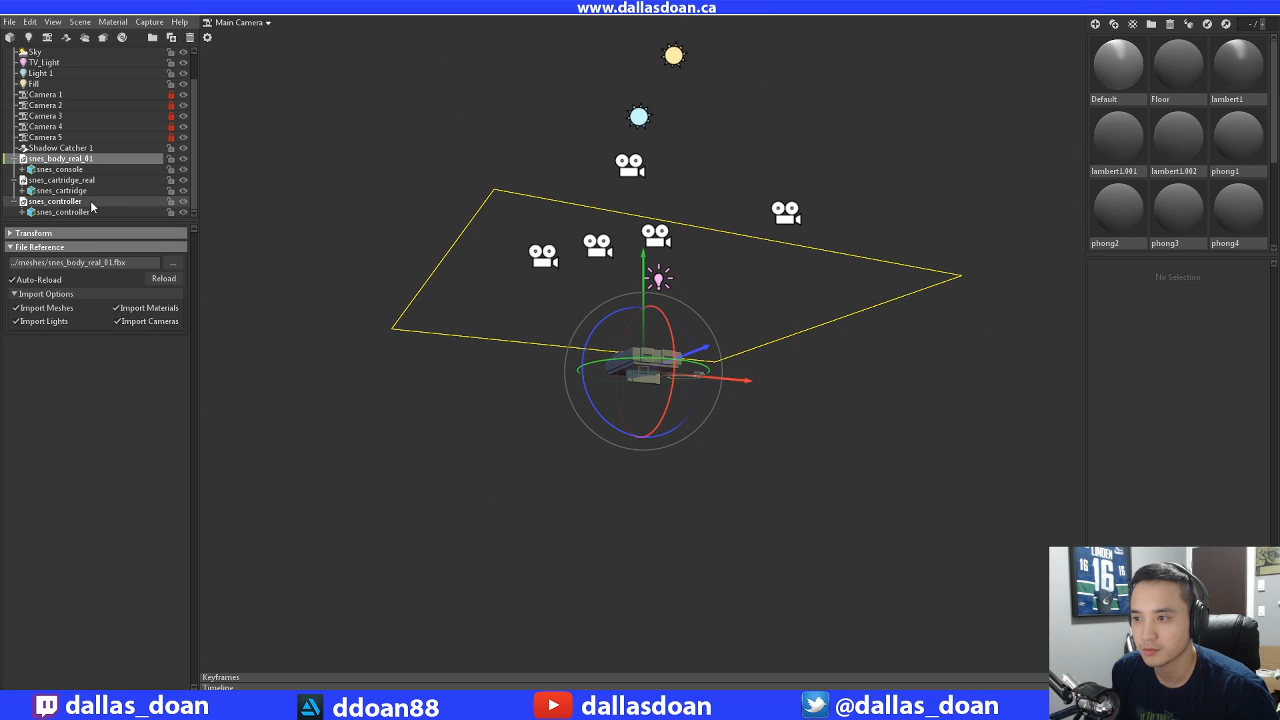 www.dallasdoan.ca
File Edit View Scene Material Capture Help
Main Camera
Sky
TV_Light
Light 1
Fill
Camera 1
Camera 2
Camera 3
Camera 4
Camera 5
Shadow Catcher 1
snes_body_real_01
snes_console
snes_cartridge_real
snes_cartridge
snes_controller
snes_controller
Transform
File Reference
../meshes/snes_body_real_01.fbx ...
Auto-Reload Reload
Import Options
Import Meshes Import Materials
Import Lights Import Cameras
Default Floor lambert1
lambert1.001 lambert1.002 phong1
phong2 phong3 phong4
No Selection
LINDEN
16
16
Keyframes
Timeline
dallas_doan ddoan88 dallasdoan @dallas_doan